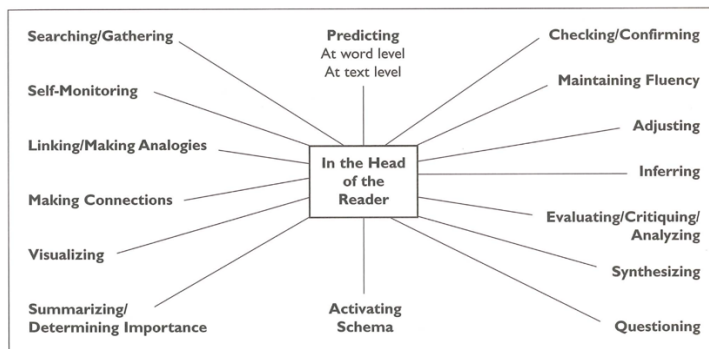 Searching/Gathering
Self-Monitoring
Linking/Making Analogies
Making Connections
Visualizing
Summarizing/
Determining Importance
Predicting
At word level
At text level
In the Head
of the
Reader
Activating
Schema
Checking/Confirming
Maintaining Fluency
Adjusting
Inferring
Evaluating/Critiquing/
Analyzing
Synthesizing
Questioning